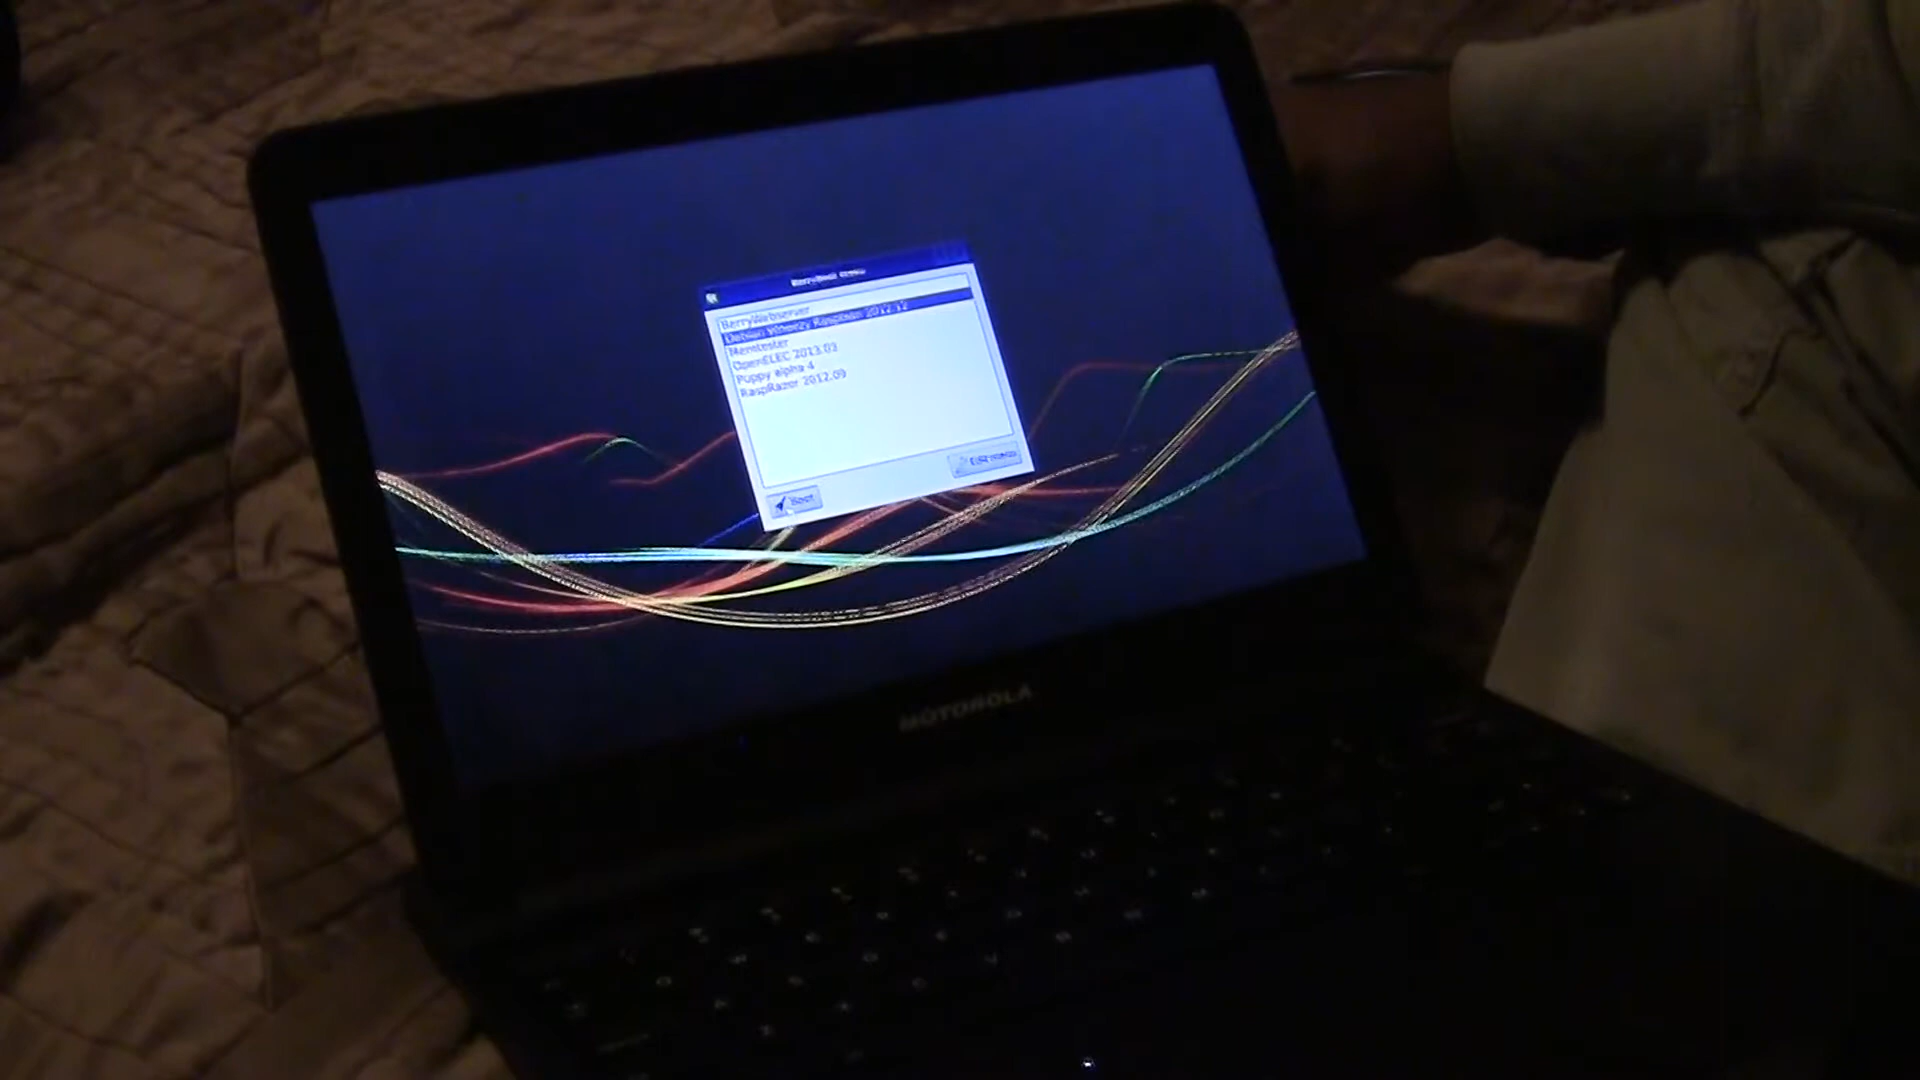 BerryWebserver
Debian Wheezy Raspbian 2012.12
Memtester
OpenELEC 2013.03
Puppy alpha 4
RaspRazor 2012.09
Edit menu
Boot
MOTOROLA